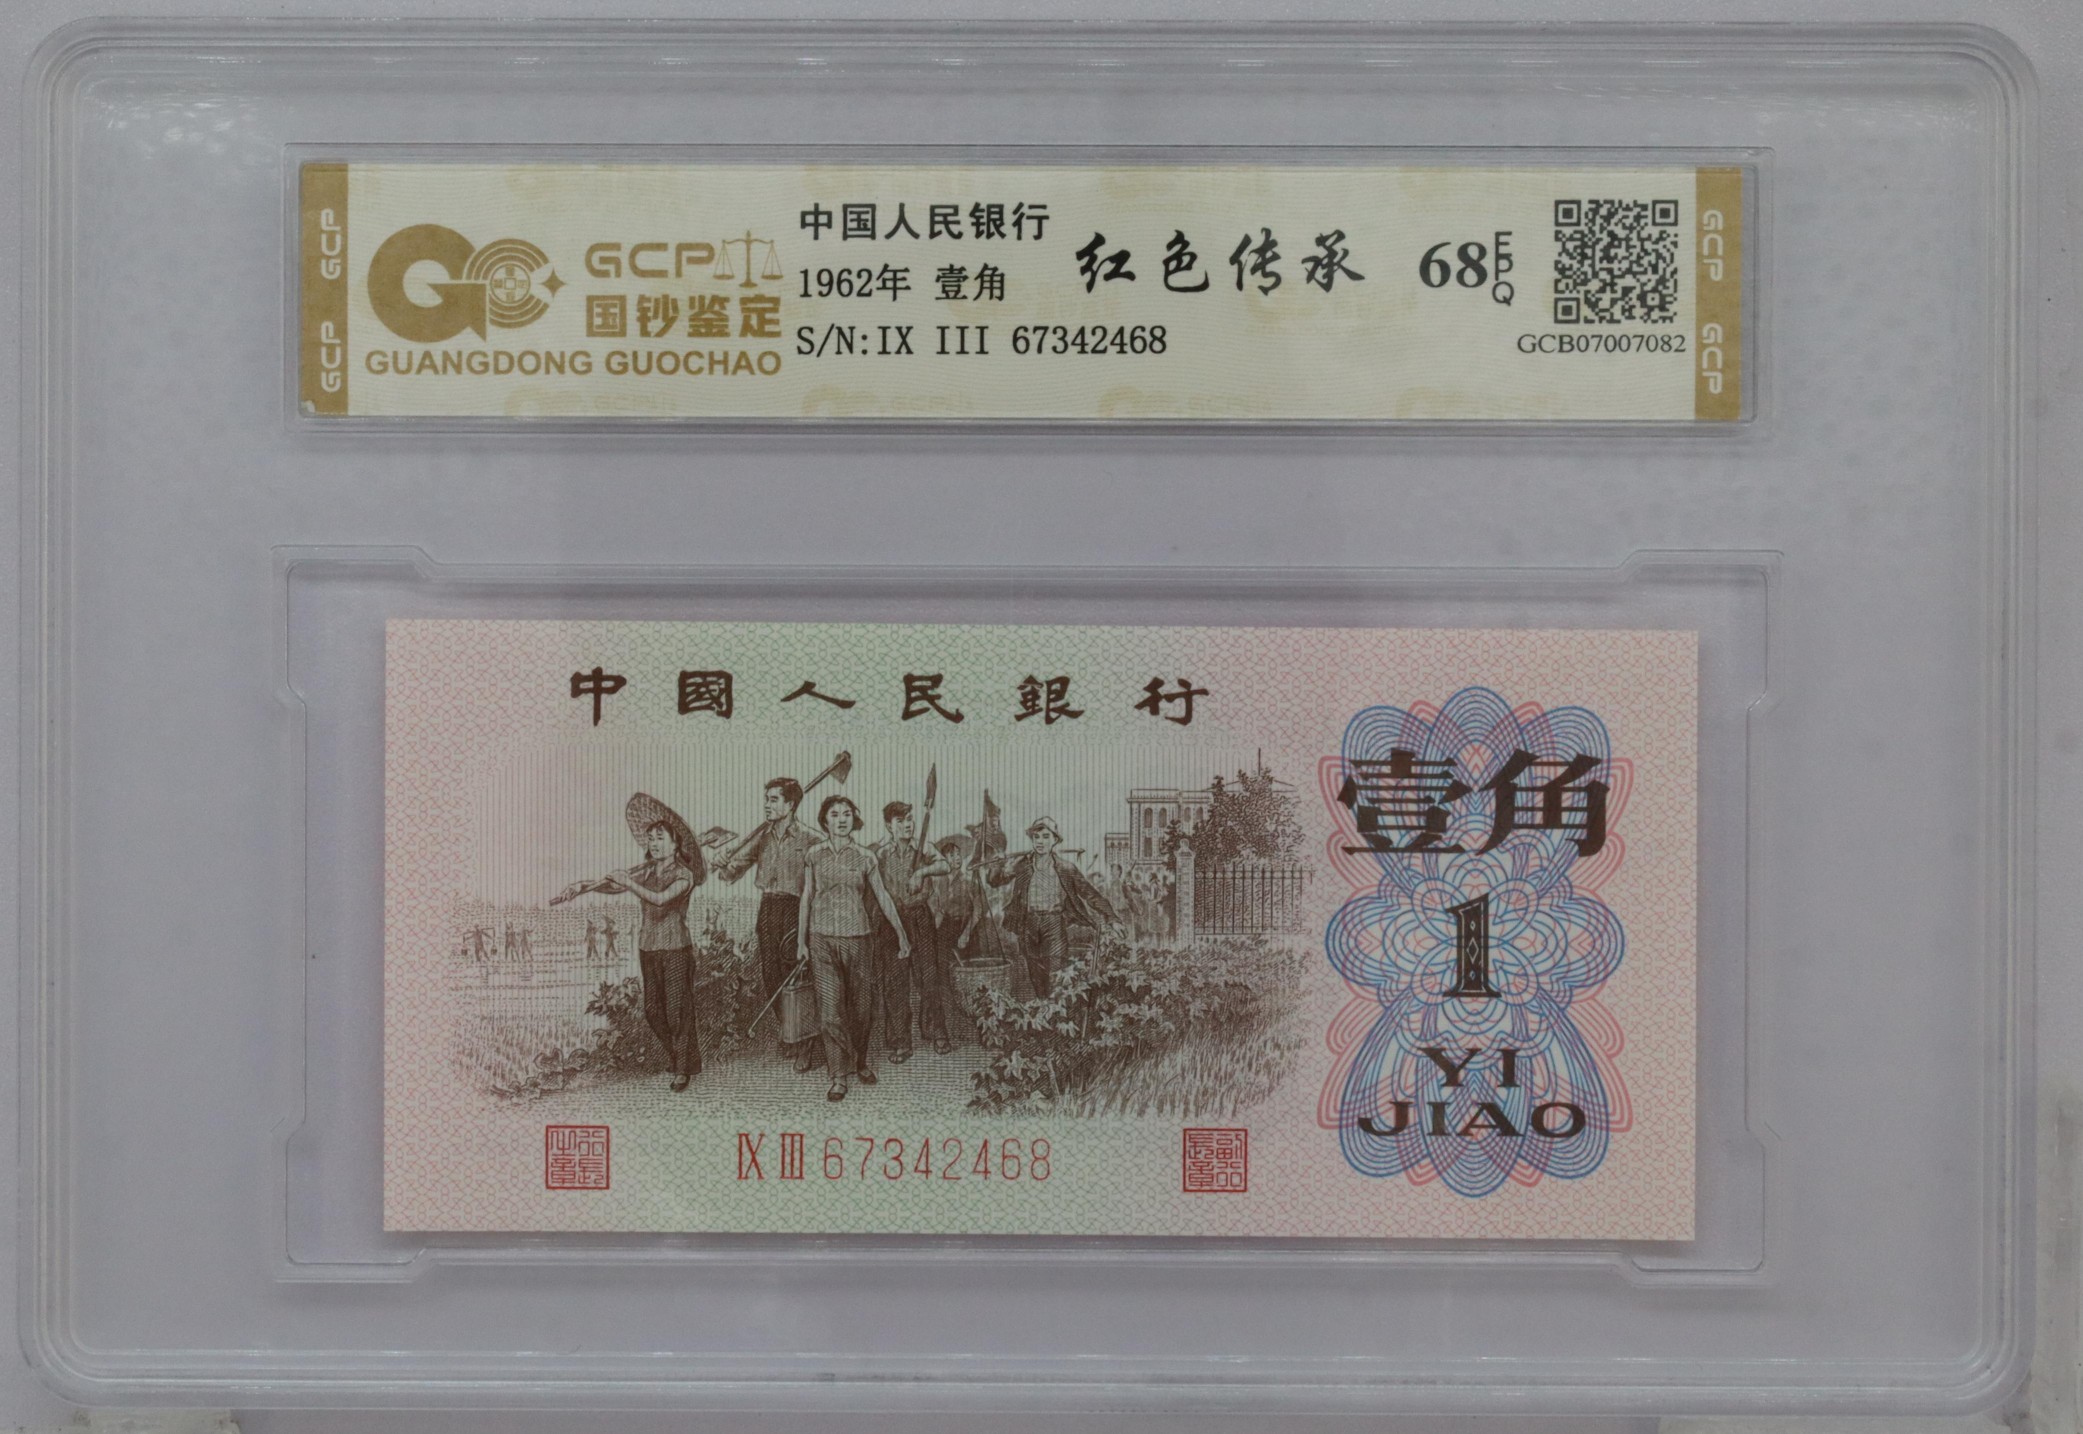 GCP
GCP
GCP
国钞鉴定
GUANGDONG GUOCHAO
中国人民银行
1962年 壹角
S/N:IX III 67342468
红色传承
68 EPQ
GCB07007082
GCP
GCP
中國人民銀行
壹角
1
YI
JIAO
IX III 67342468